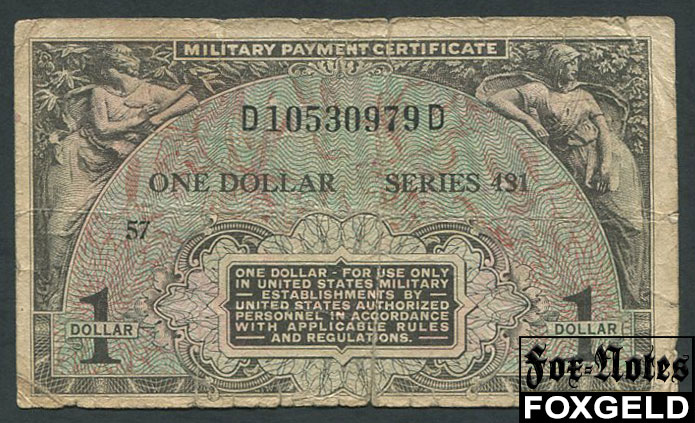 MILITARY PAYMENT CERTIFICATE
D10530979D
ONE DOLLAR SERIES 481
57
ONE DOLLAR - FOR USE ONLY
IN UNITED STATES MILITARY
— ESTABLISHMENTS BY —
UNITED STATES AUTHORIZED
PERSONNEL IN ACCORDANCE
WITH APPLICABLE RULES
AND REGULATIONS.
1 DOLLAR
1 DOLLAR
Fox-Notes
FOXGELD